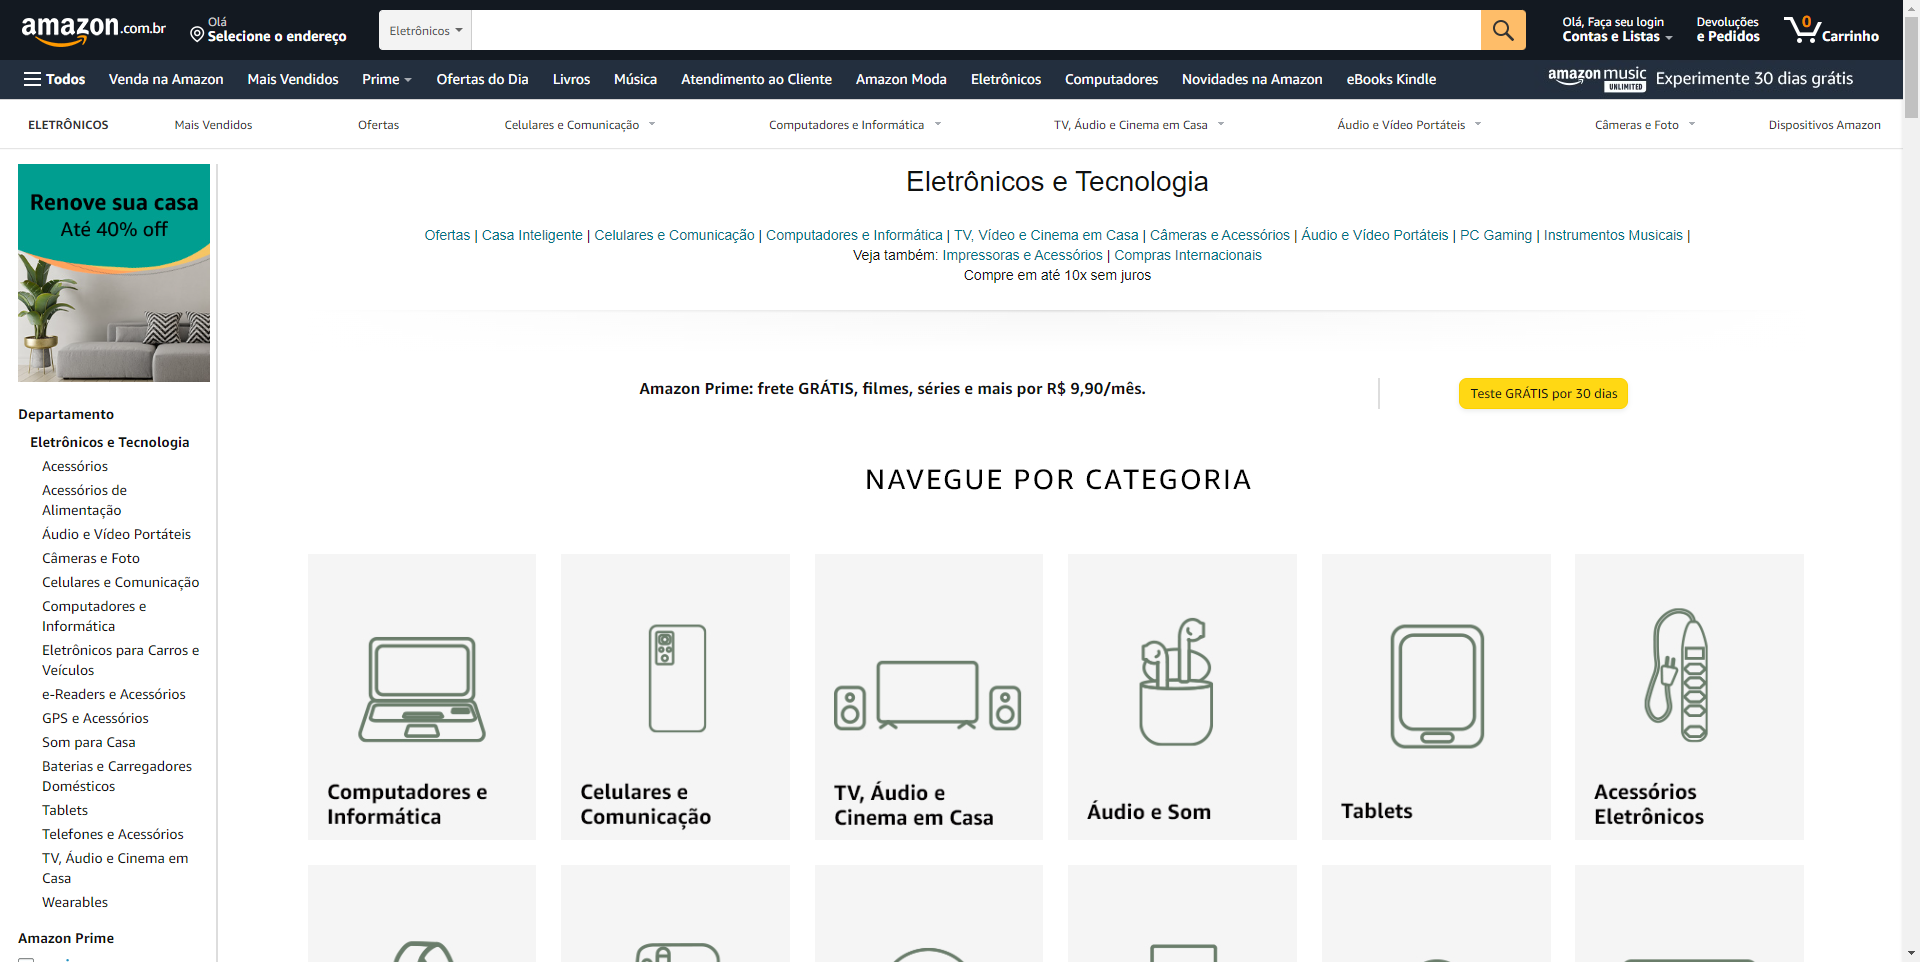 amazon.com.br
Olá
Selecione o endereço
Eletrônicos
Olá, Faça seu login
Contas e Listas
Devoluções
e Pedidos
0
Carrinho
Todos
Venda na Amazon
Mais Vendidos
Prime
Ofertas do Dia
Livros
Música
Atendimento ao Cliente
Amazon Moda
Eletrônicos
Computadores
Novidades na Amazon
eBooks Kindle
amazon music
UNLIMITED
Experimente 30 dias grátis
ELETRÔNICOS
Mais Vendidos
Ofertas
Celulares e Comunicação
Computadores e Informática
TV, Áudio e Cinema em Casa
Áudio e Vídeo Portáteis
Câmeras e Foto
Dispositivos Amazon
Renove sua casa
Até 40% off
Departamento
Eletrônicos e Tecnologia
Acessórios
Acessórios de
Alimentação
Áudio e Vídeo Portáteis
Câmeras e Foto
Celulares e Comunicação
Computadores e
Informática
Eletrônicos para Carros e
Veículos
e-Readers e Acessórios
GPS e Acessórios
Som para Casa
Baterias e Carregadores
Domésticos
Tablets
Telefones e Acessórios
TV, Áudio e Cinema em
Casa
Wearables
Amazon Prime
Eletrônicos e Tecnologia
Ofertas | Casa Inteligente | Celulares e Comunicação | Computadores e Informática | TV, Vídeo e Cinema em Casa | Câmeras e Acessórios | Áudio e Vídeo Portáteis | PC Gaming | Instrumentos Musicais |
Veja também: Impressoras e Acessórios | Compras Internacionais
Compre em até 10x sem juros
Amazon Prime: frete GRÁTIS, filmes, séries e mais por R$ 9,90/mês.
Teste GRÁTIS por 30 dias
NAVEGUE POR CATEGORIA
Computadores e
Informática
Celulares e
Comunicação
TV, Áudio e
Cinema em Casa
Áudio e Som
Tablets
Acessórios
Eletrônicos